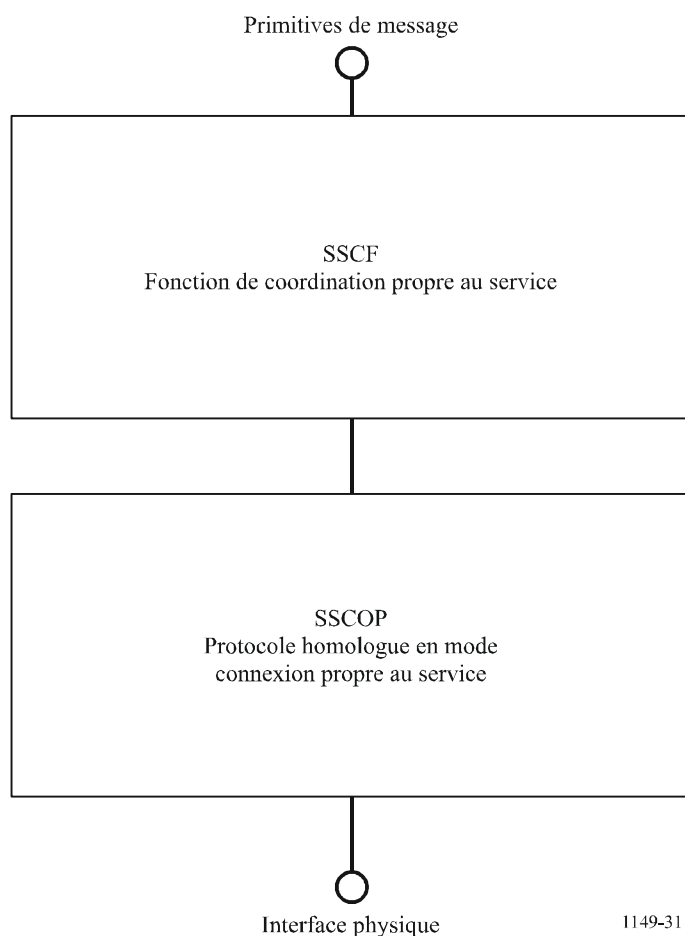 Primitives de message
SSCF
Fonction de coordination propre au service
SSCOP
Protocole homologue en mode
connexion propre au service
Interface physique
1149-31